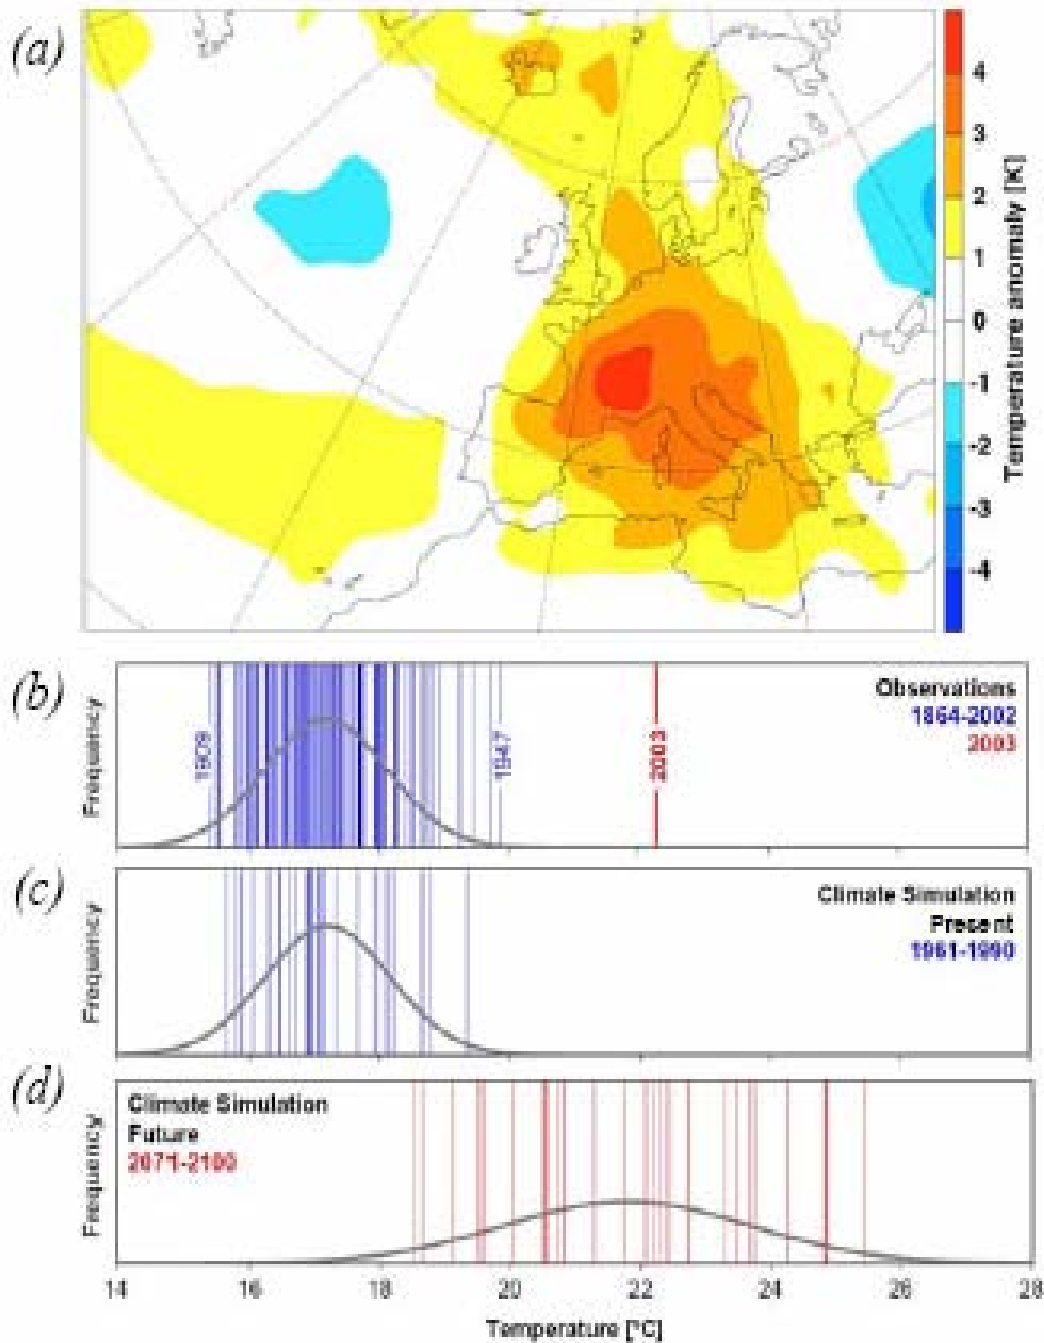 (a)
4
3
2
1
0
-1
-2
-3
-4
Temperature anomaly [K]
(b)
Frequency
1909
1947
2003
Observations
1864-2002
2003
(c)
Frequency
Climate Simulation
Present
1961-1990
(d)
Frequency
Climate Simulation
Future
2071-2100
14 16 18 20 22 24 26 28
Temperature [°C]